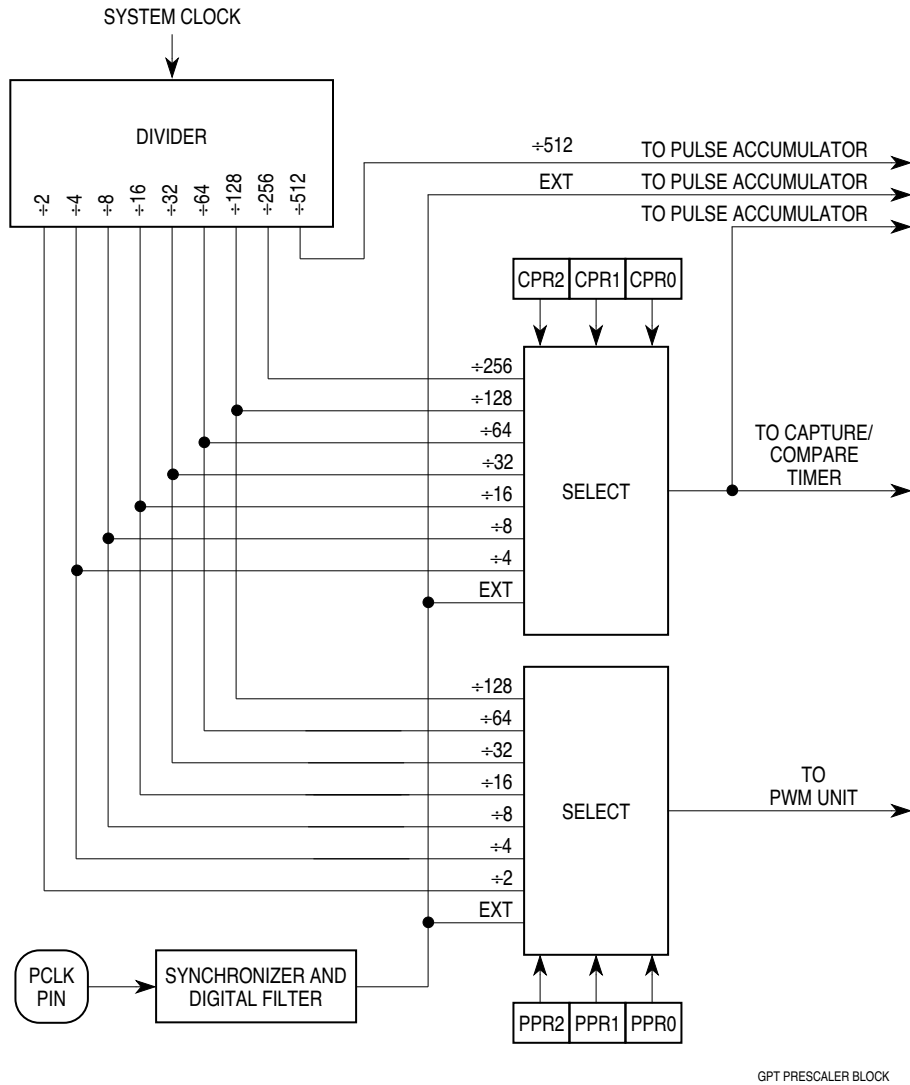 SYSTEM CLOCK
DIVIDER
÷2
÷4
÷8
÷16
÷32
÷64
÷128
÷256
÷512
÷512 TO PULSE ACCUMULATOR
EXT TO PULSE ACCUMULATOR
TO PULSE ACCUMULATOR
CPR2 CPR1 CPR0
÷256
÷128
÷64
÷32
÷16
÷8
÷4
EXT
SELECT
TO CAPTURE/
COMPARE
TIMER
÷128
÷64
÷32
÷16
÷8
÷4
÷2
EXT
SELECT
TO
PWM UNIT
PCLK
PIN
SYNCHRONIZER AND
DIGITAL FILTER
PPR2 PPR1 PPR0
GPT PRESCALER BLOCK